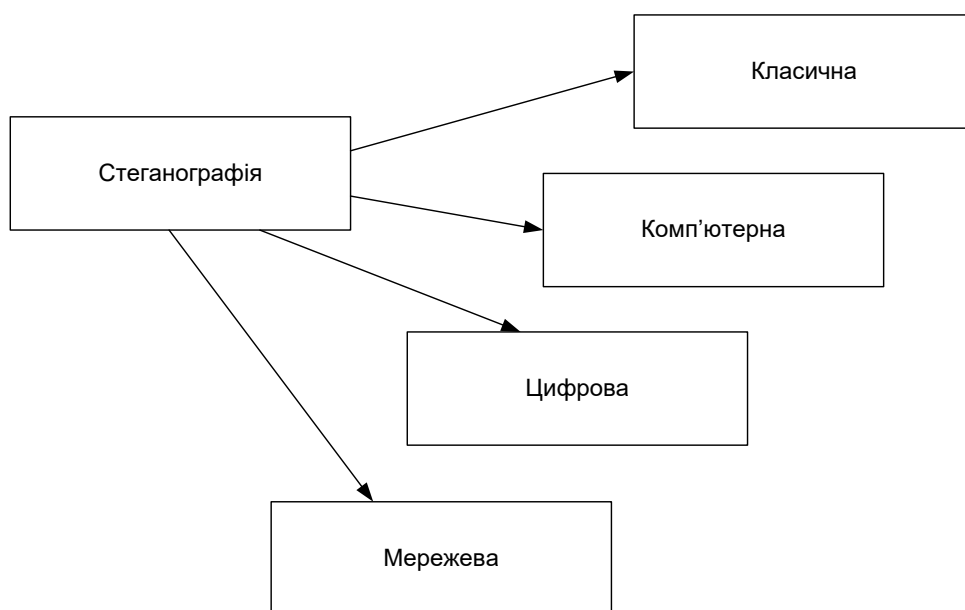 Класична
Стеганографія
Комп’ютерна
Цифрова
Мережева